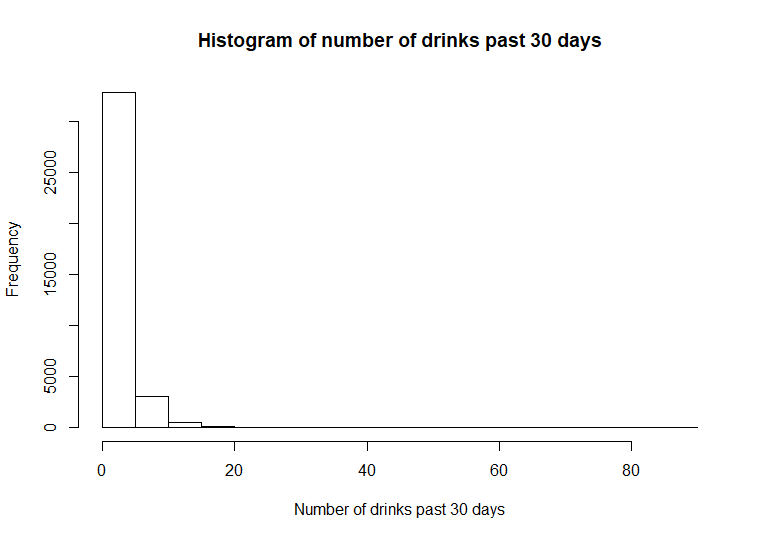 Histogram of number of drinks past 30 days
Frequency
25000
15000
5000
0
0 20 40 60 80
Number of drinks past 30 days